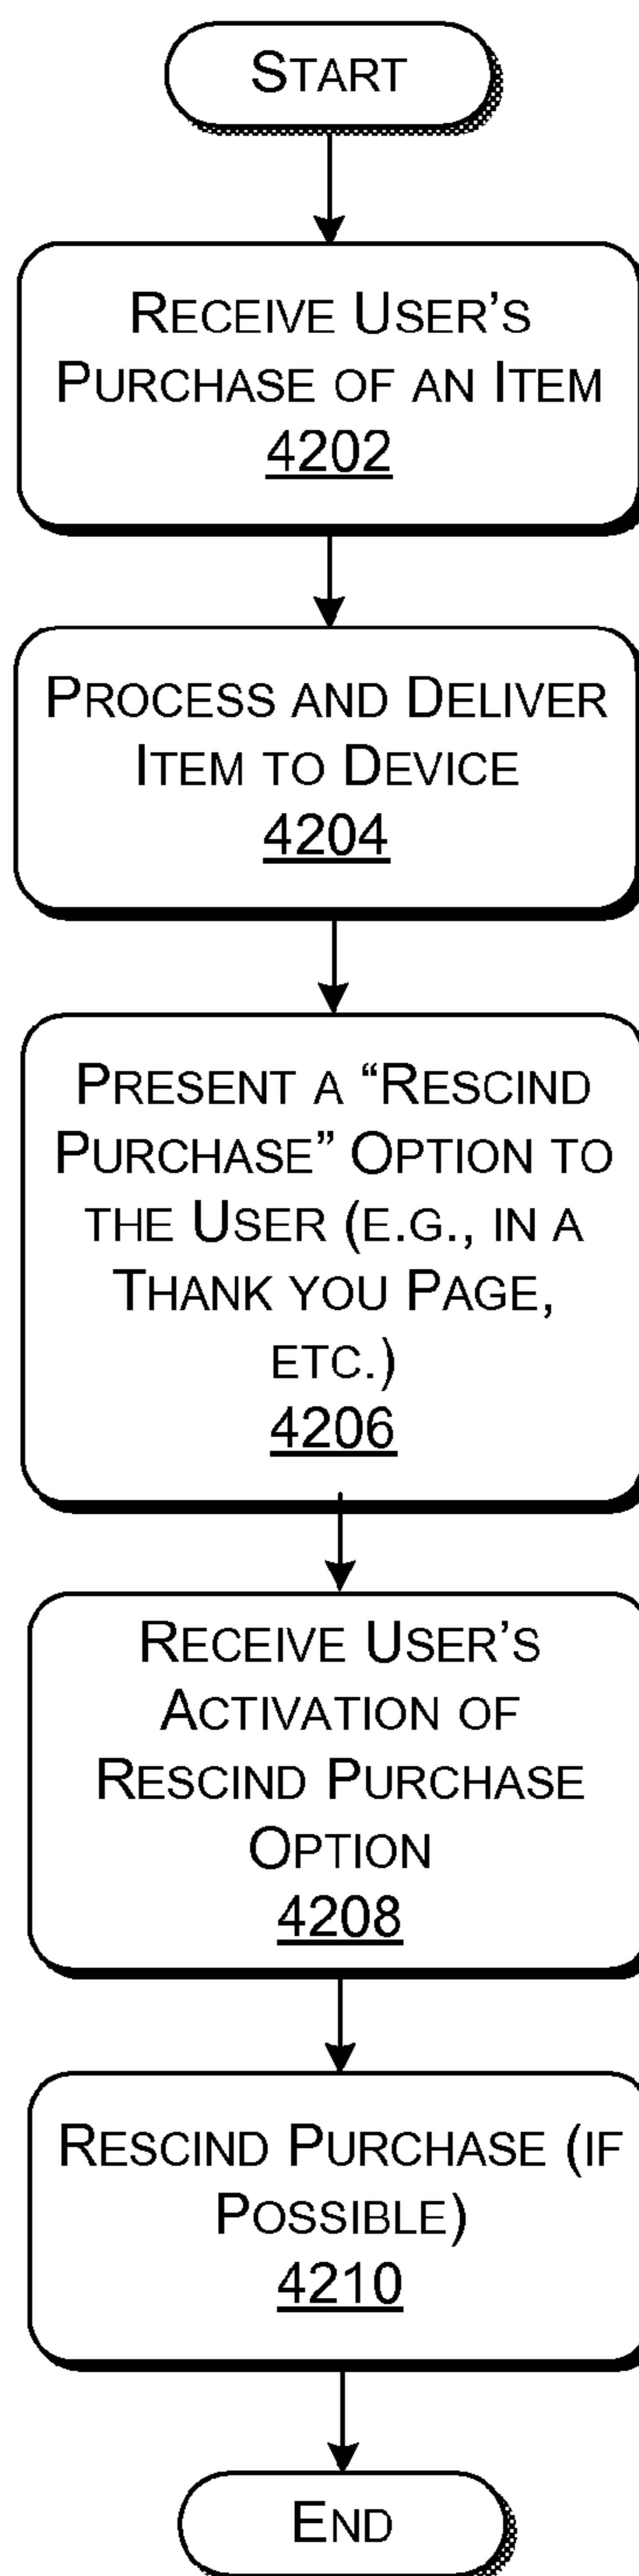 START
RECEIVE USER'S
PURCHASE OF AN ITEM
4202
PROCESS AND DELIVER
ITEM TO DEVICE
4204
PRESENT A “RESCIND
PURCHASE” OPTION TO
THE USER (E.G., IN A
THANK YOU PAGE,
ETC.)
4206
RECEIVE USER'S
ACTIVATION OF
RESCIND PURCHASE
OPTION
4208
RESCIND PURCHASE (IF
POSSIBLE)
4210
END